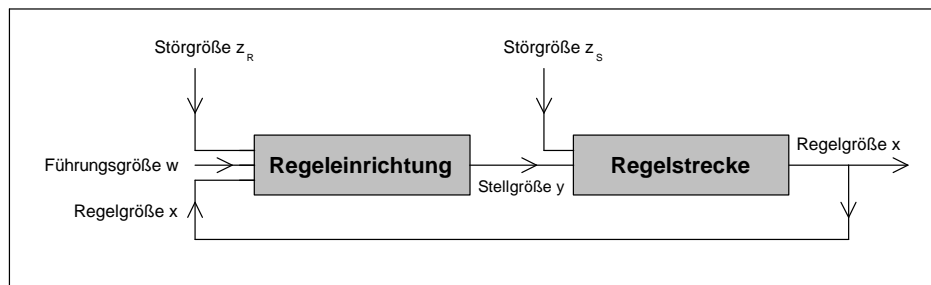 Störgröße z_R
Störgröße z_S
Führungsgröße w
Regeleinrichtung
Stellgröße y
Regelstrecke
Regelgröße x
Regelgröße x